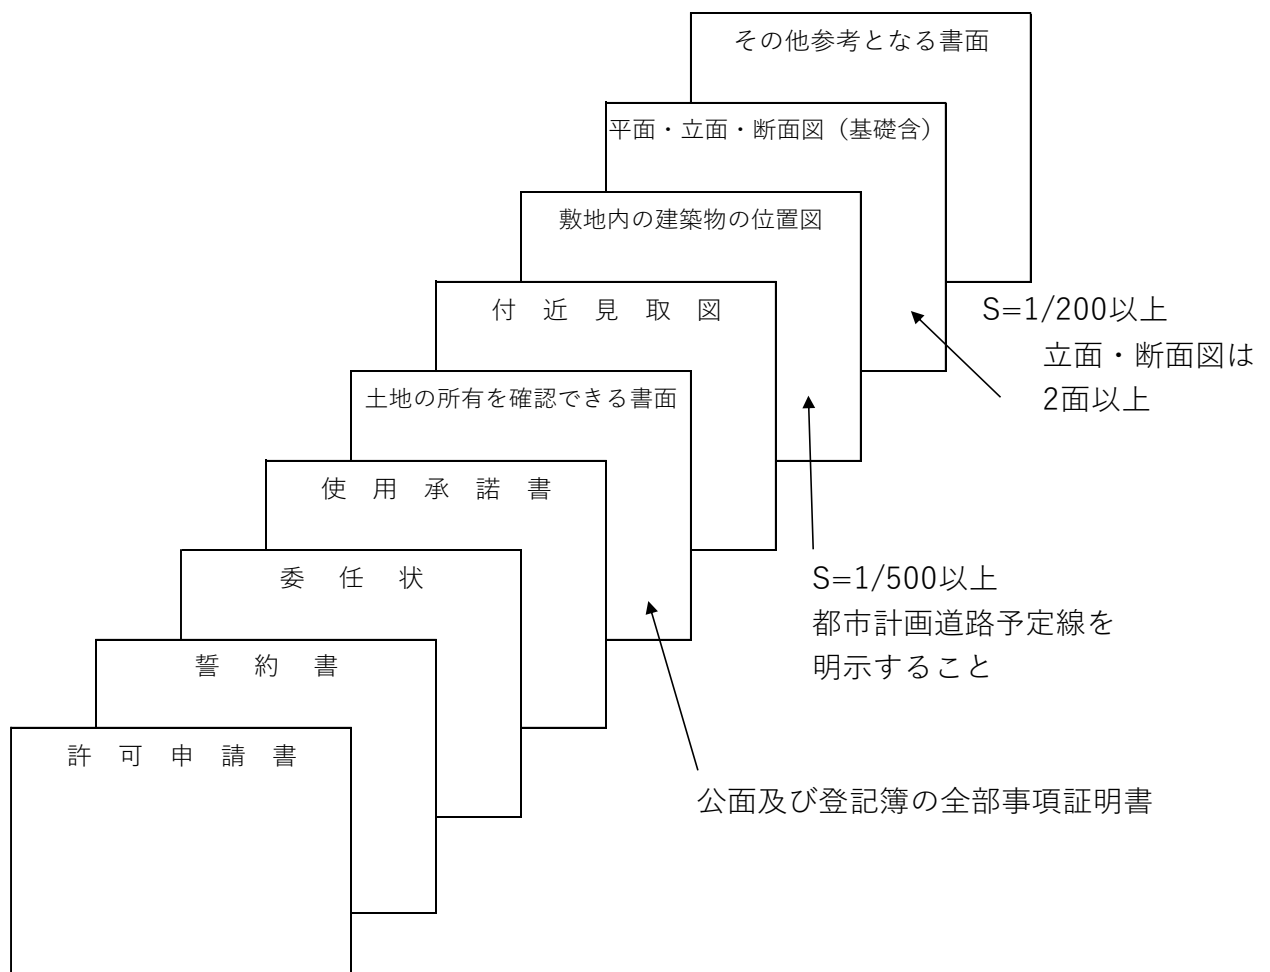 その他参考となる書面
平面・立面・断面図（基礎含）
敷地内の建築物の位置図
付近見取図
S=1/200以上
立面・断面図は
2面以上
土地の所有を確認できる書面
使用承諾書
委任状
S=1/500以上
都市計画道路予定線を
明示すること
誓約書
許可申請書
公面及び登記簿の全部事項証明書